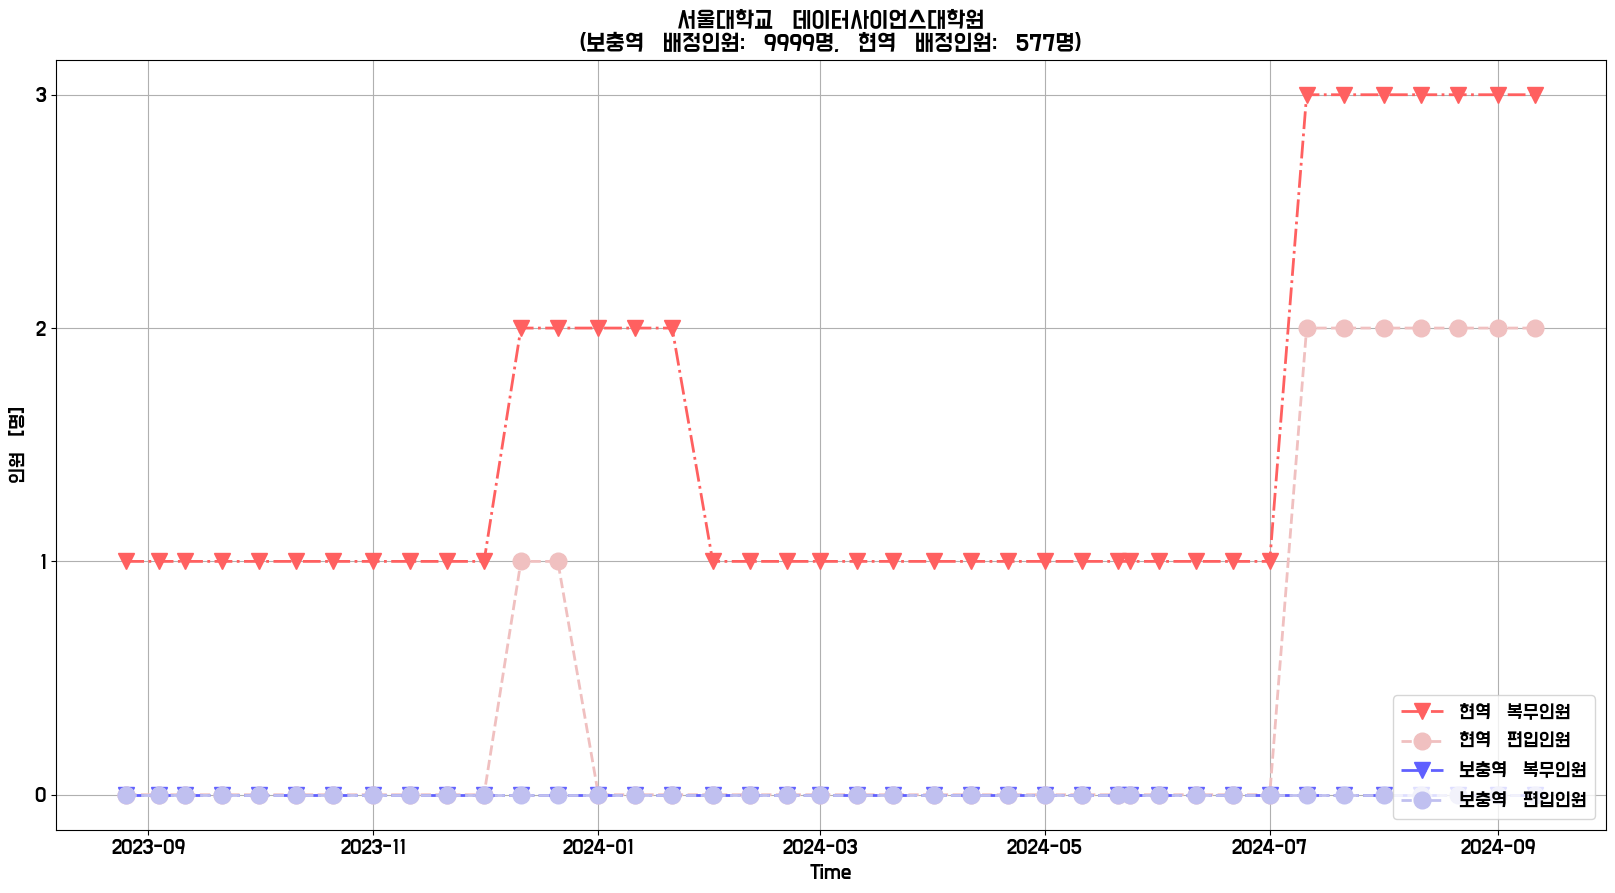 서울대학교 데이터사이언스대학원
(보충역 배정인원: 9999명, 현역 배정인원: 577명)
3
2
1
0
인원 [명]
2023-09
2023-11
2024-01
2024-03
2024-05
2024-07
2024-09
Time
현역 복무인원
현역 편입인원
보충역 복무인원
보충역 편입인원